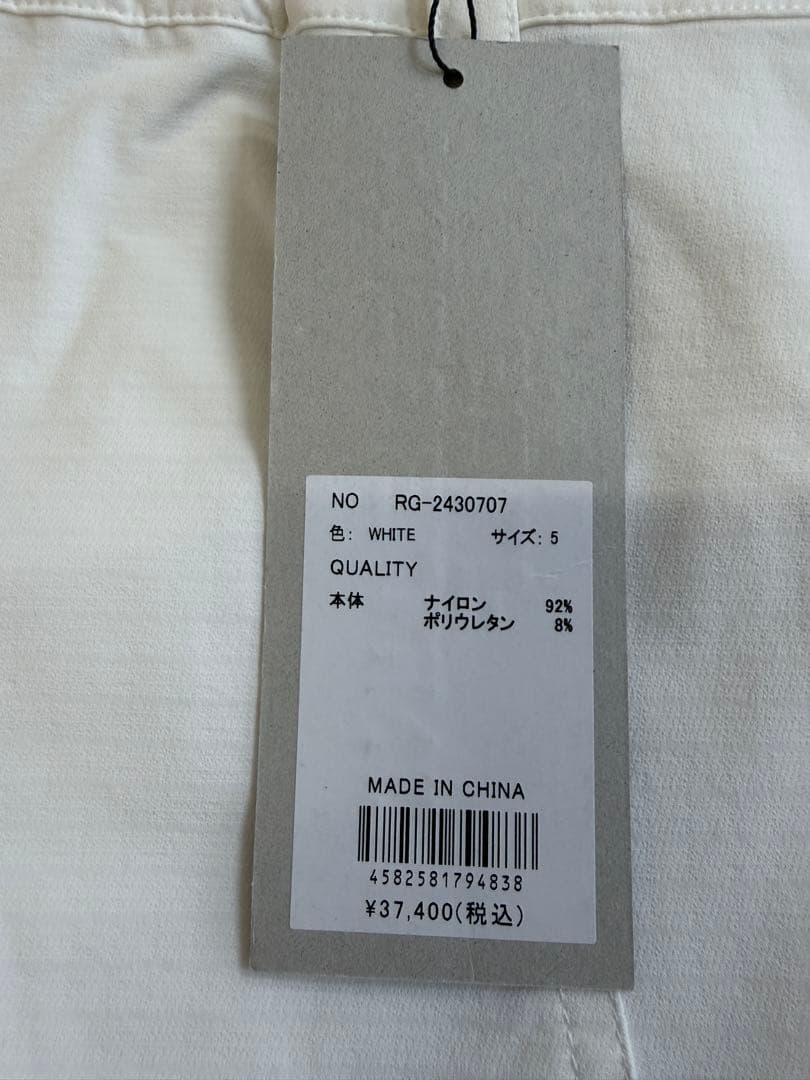 NO RG-2430707
色: WHITE サイズ: 5
QUALITY
本体 ナイロン 92%
ポリウレタン 8%
MADE IN CHINA
4582581794838
¥37,400(税込)